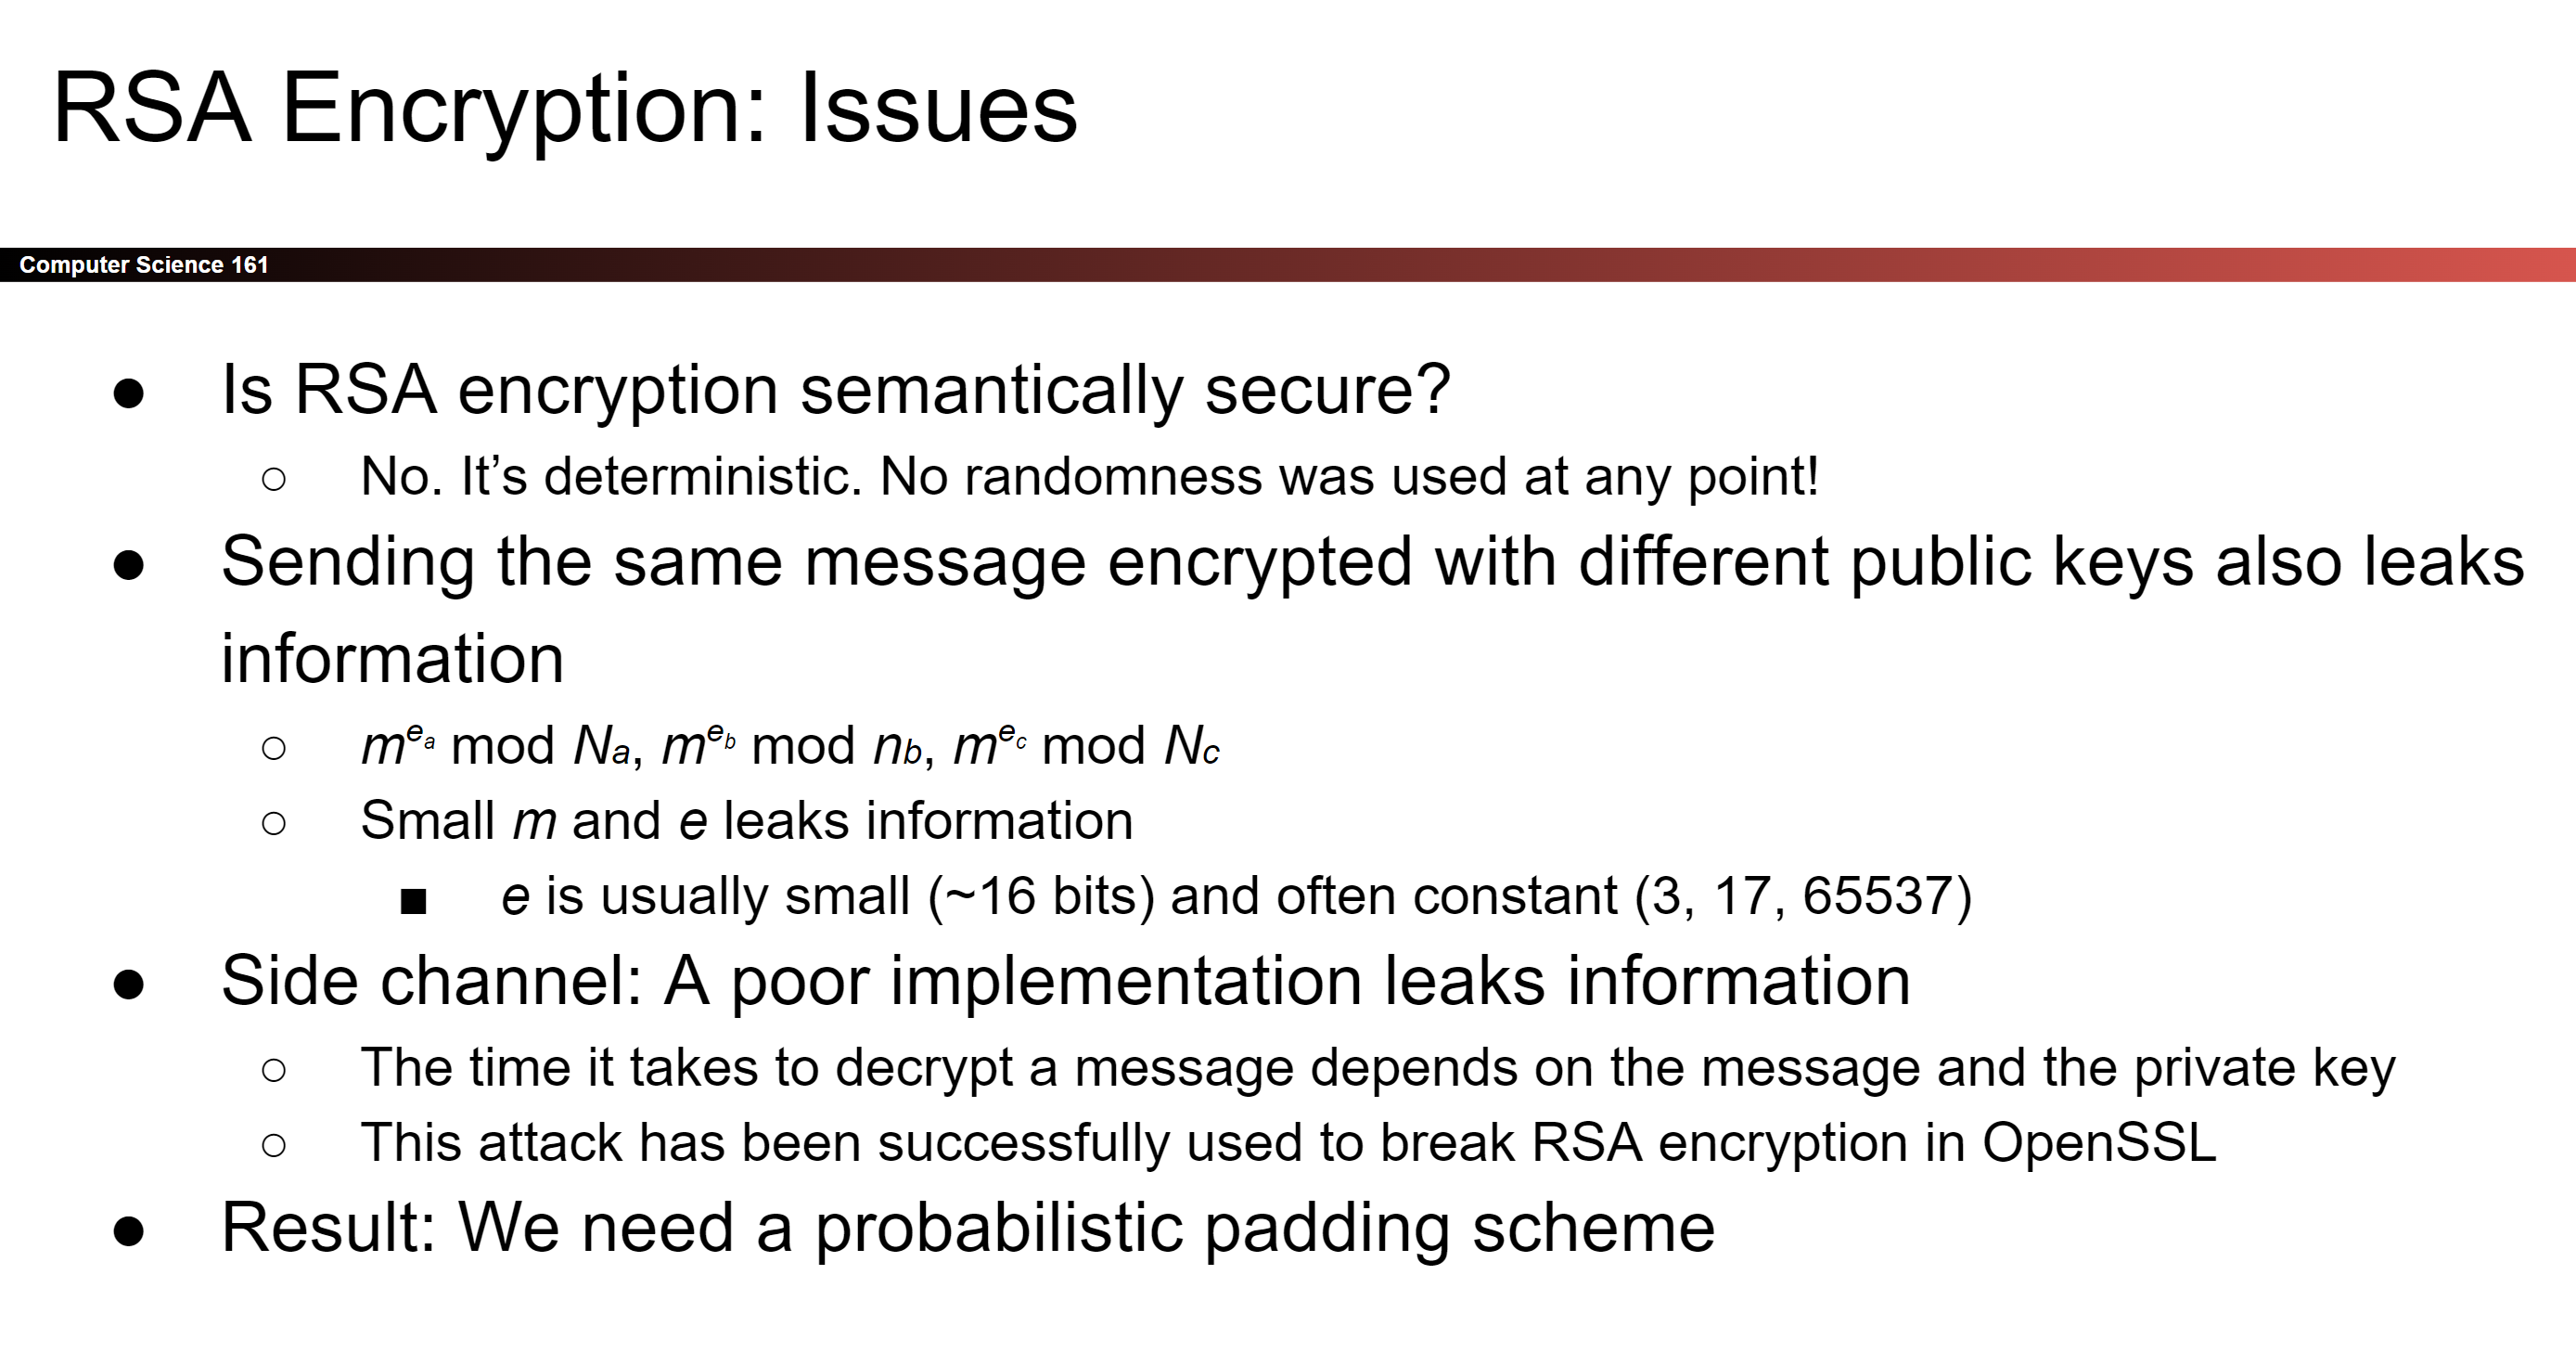 RSA Encryption: Issues
Computer Science 161
● Is RSA encryption semantically secure?
○ No. It’s deterministic. No randomness was used at any point!
● Sending the same message encrypted with different public keys also leaks
information
○ m^{e_a} mod Na, m^{e_b} mod nb, m^{e_c} mod Nc
○ Small m and e leaks information
■ e is usually small (~16 bits) and often constant (3, 17, 65537)
● Side channel: A poor implementation leaks information
○ The time it takes to decrypt a message depends on the message and the private key
○ This attack has been successfully used to break RSA encryption in OpenSSL
● Result: We need a probabilistic padding scheme